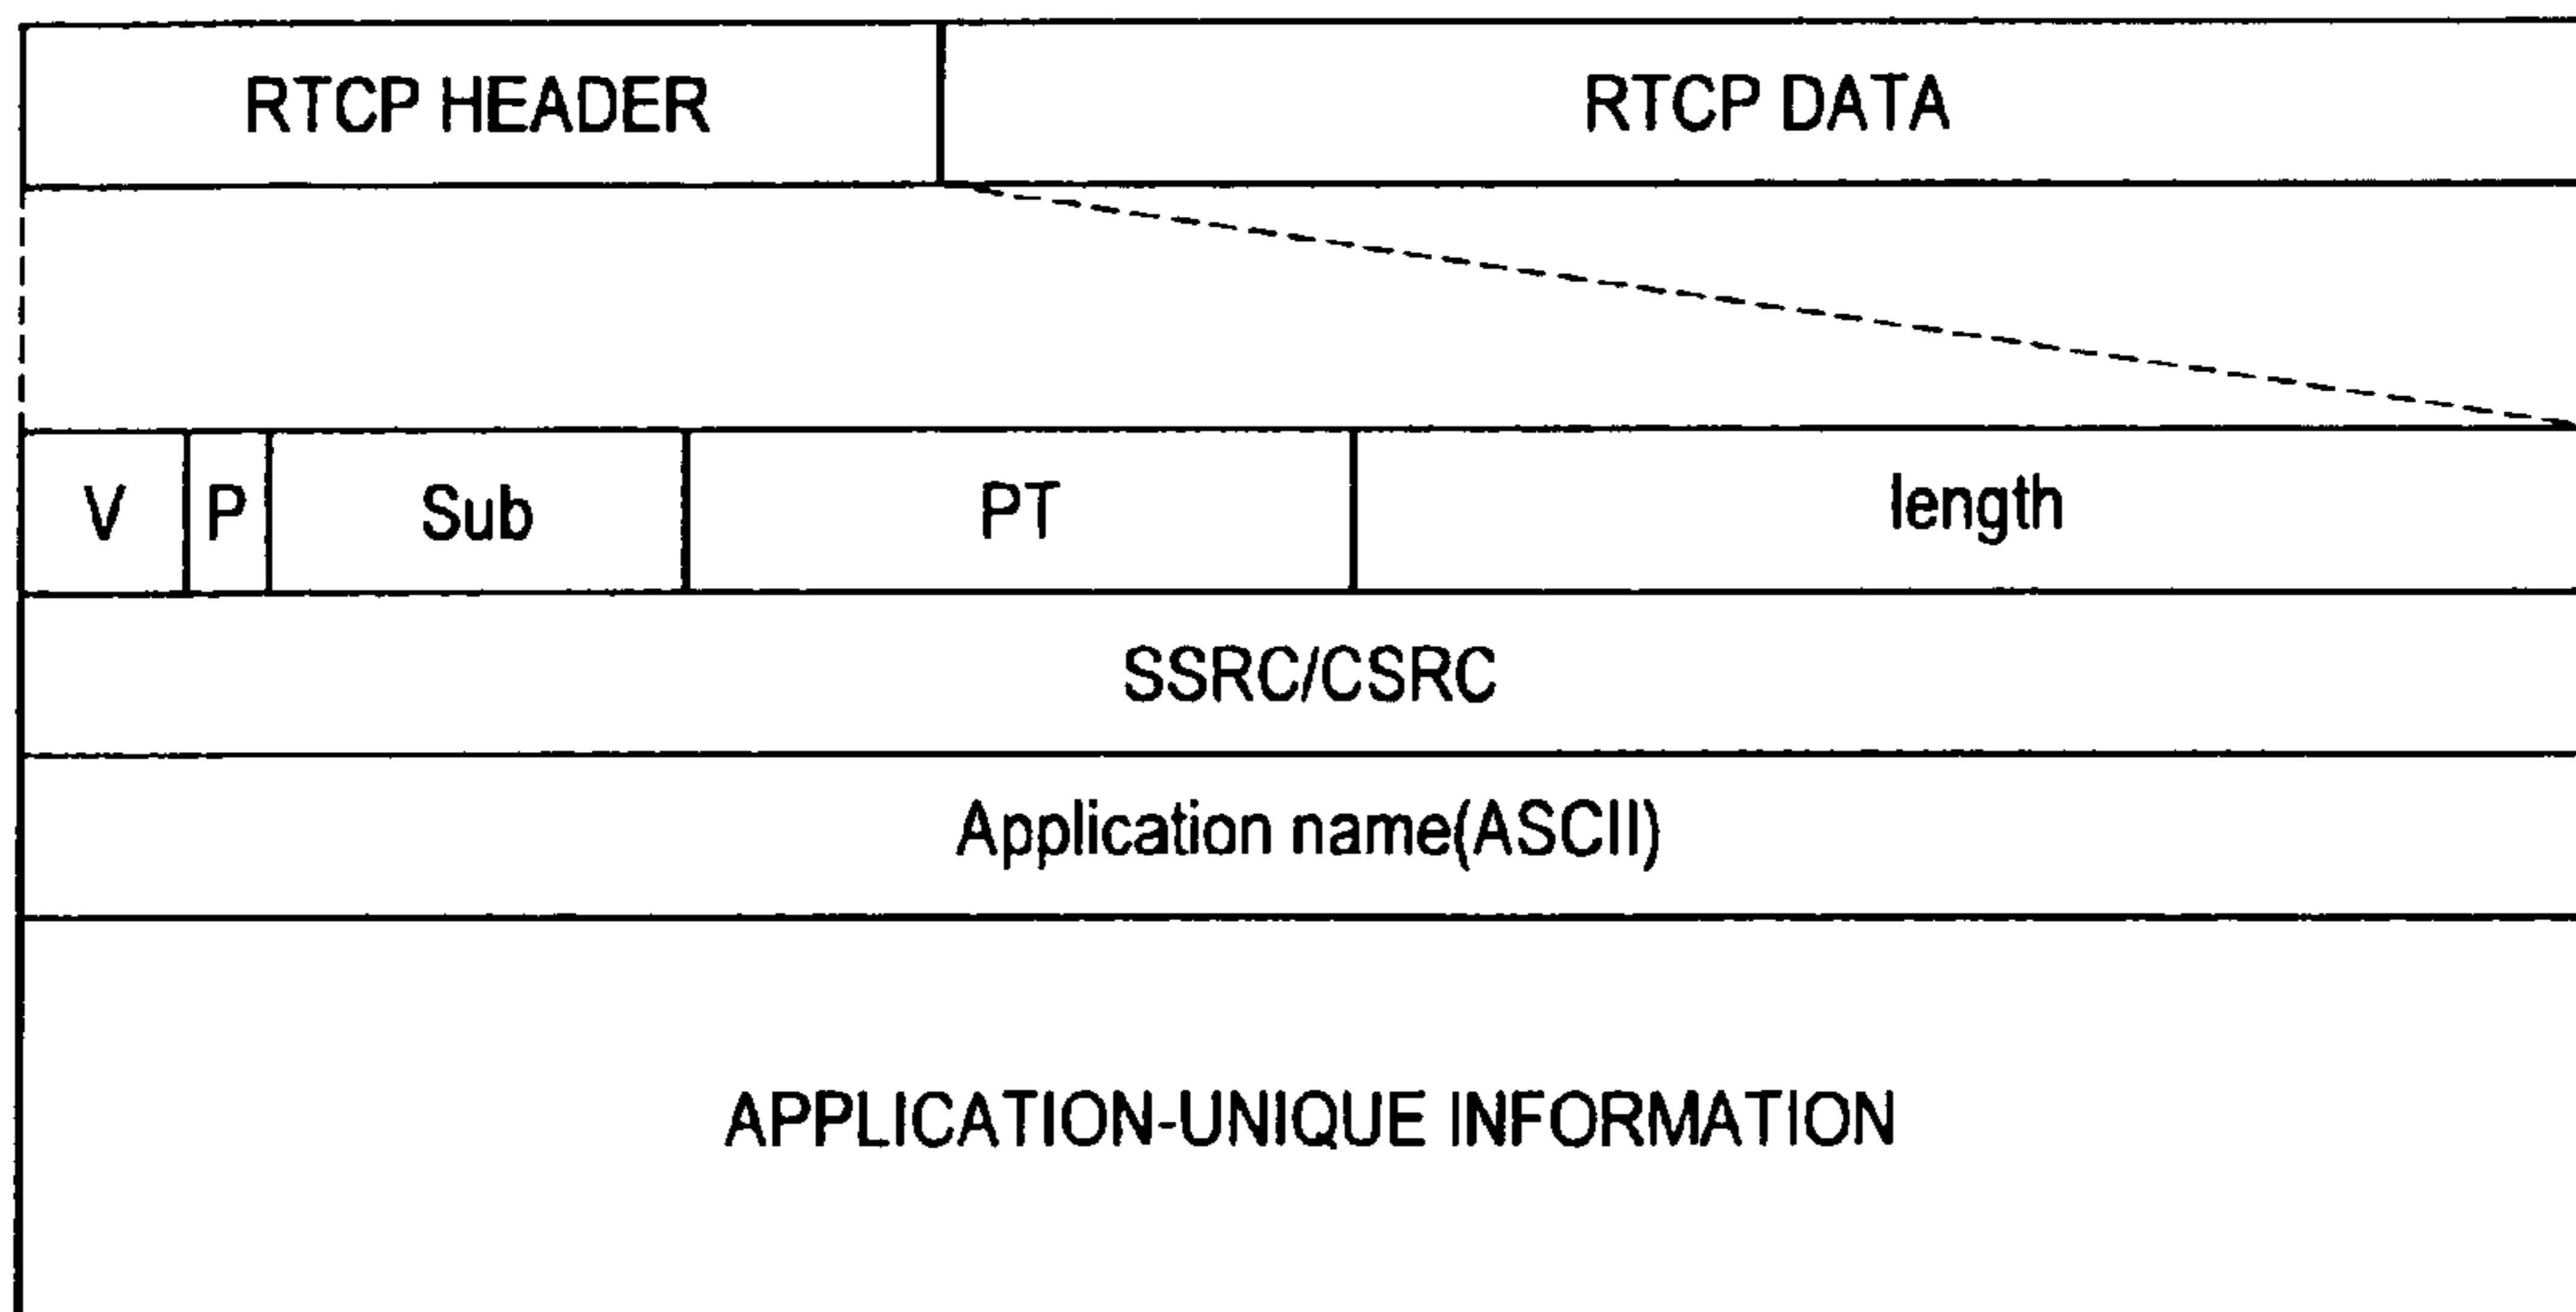 RTCP HEADER RTCP DATA
V P Sub PT length
SSRC/CSRC
Application name(ASCII)
APPLICATION-UNIQUE INFORMATION